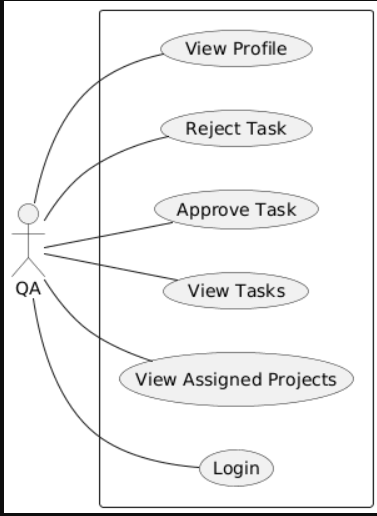 View Profile
Reject Task
Approve Task
View Tasks
QA
View Assigned Projects
Login